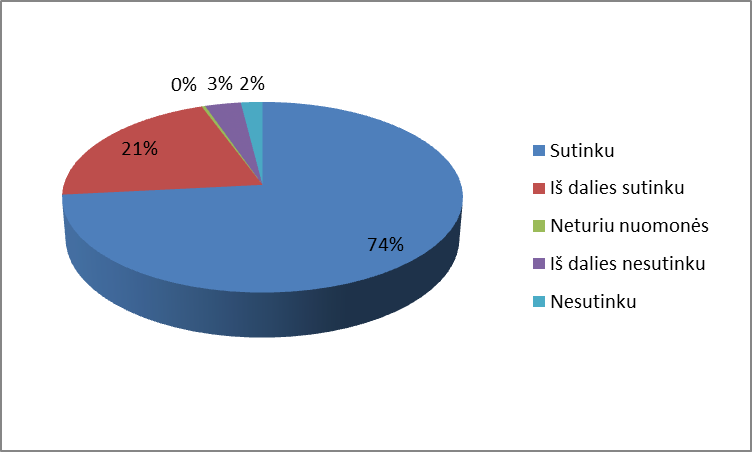 0% 3% 2%
21%
74%
Sutinku
Iš dalies sutinku
Neturiu nuomonės
Iš dalies nesutinku
Nesutinku